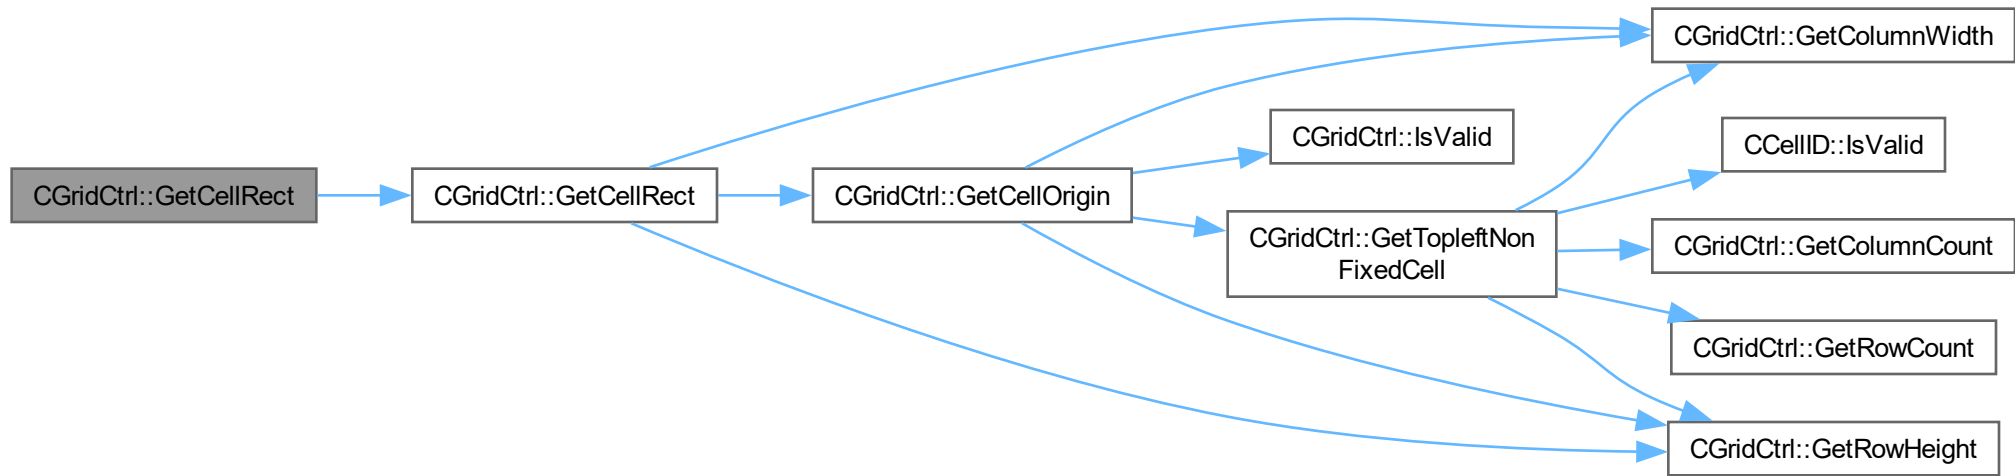 CGridCtrl::GetCellRect
CGridCtrl::GetCellRect
CGridCtrl::GetCellOrigin
CGridCtrl::GetColumnWidth
CGridCtrl::IsValid
CCellID::IsValid
CGridCtrl::GetTopleftNon
FixedCell
CGridCtrl::GetColumnCount
CGridCtrl::GetRowCount
CGridCtrl::GetRowHeight